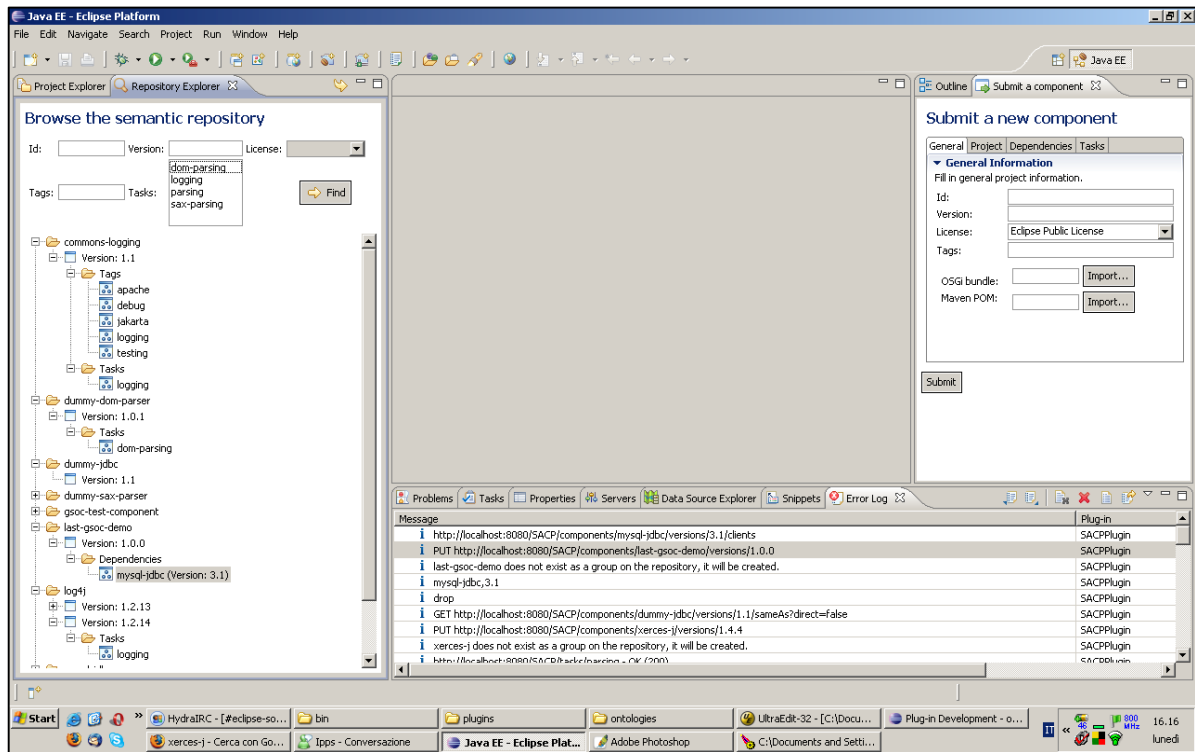 Java EE - Eclipse Platform
File Edit Navigate Search Project Run Window Help
Java EE
Project Explorer Repository Explorer
Browse the semantic repository
Id: Version: License:
dom-parsing
logging
parsing
sax-parsing
Tags: Tasks: Find
commons-logging
Version: 1.1
Tags
apache
debug
jakarta
logging
testing
Tasks
logging
dummy-dom-parser
Version: 1.0.1
Tasks
dom-parsing
dummy-jdbc
Version: 1.1
dummy-sax-parser
gsoc-test-component
last-gsoc-demo
Version: 1.0.0
Dependencies
mysql-jdbc (Version: 3.1)
log4j
Version: 1.2.13
Version: 1.2.14
Tasks
logging
Outline Submit a component
Submit a new component
General Project Dependencies Tasks
General Information
Fill in general project information.
Id:
Version:
License: Eclipse Public License
Tags:
OSGi bundle: Import...
Maven POM: Import...
Submit
Problems Tasks Properties Servers Data Source Explorer Snippets Error Log
Message Plug-in
http://localhost:8080/SACP/components/mysql-jdbc/versions/3.1/clients SACPPlugin
PUT http://localhost:8080/SACP/components/last-gsoc-demo/versions/1.0.0 SACPPlugin
last-gsoc-demo does not exist as a group on the repository, it will be created. SACPPlugin
mysql-jdbc,3.1 SACPPlugin
drop SACPPlugin
GET http://localhost:8080/SACP/components/dummy-jdbc/versions/1.1/sameAs?direct=false SACPPlugin
PUT http://localhost:8080/SACP/components/xerces-j/versions/1.4.4 SACPPlugin
xerces-j does not exist as a group on the repository, it will be created. SACPPlugin
http://localhost:8080/SACP/tasks/parsing - OK (200) SACPPlugin
Start HydraIRC - [#eclipse-so... bin plugins ontologies UltraEdit-32 - [C:\Docu... Plug-in Development - o... IT 46 800 MHz 16.16
xerces-j - Cerca con Go... Ipps - Conversazione Java EE - Eclipse Plat... Adobe Photoshop C:\Documents and Setti... lunedì